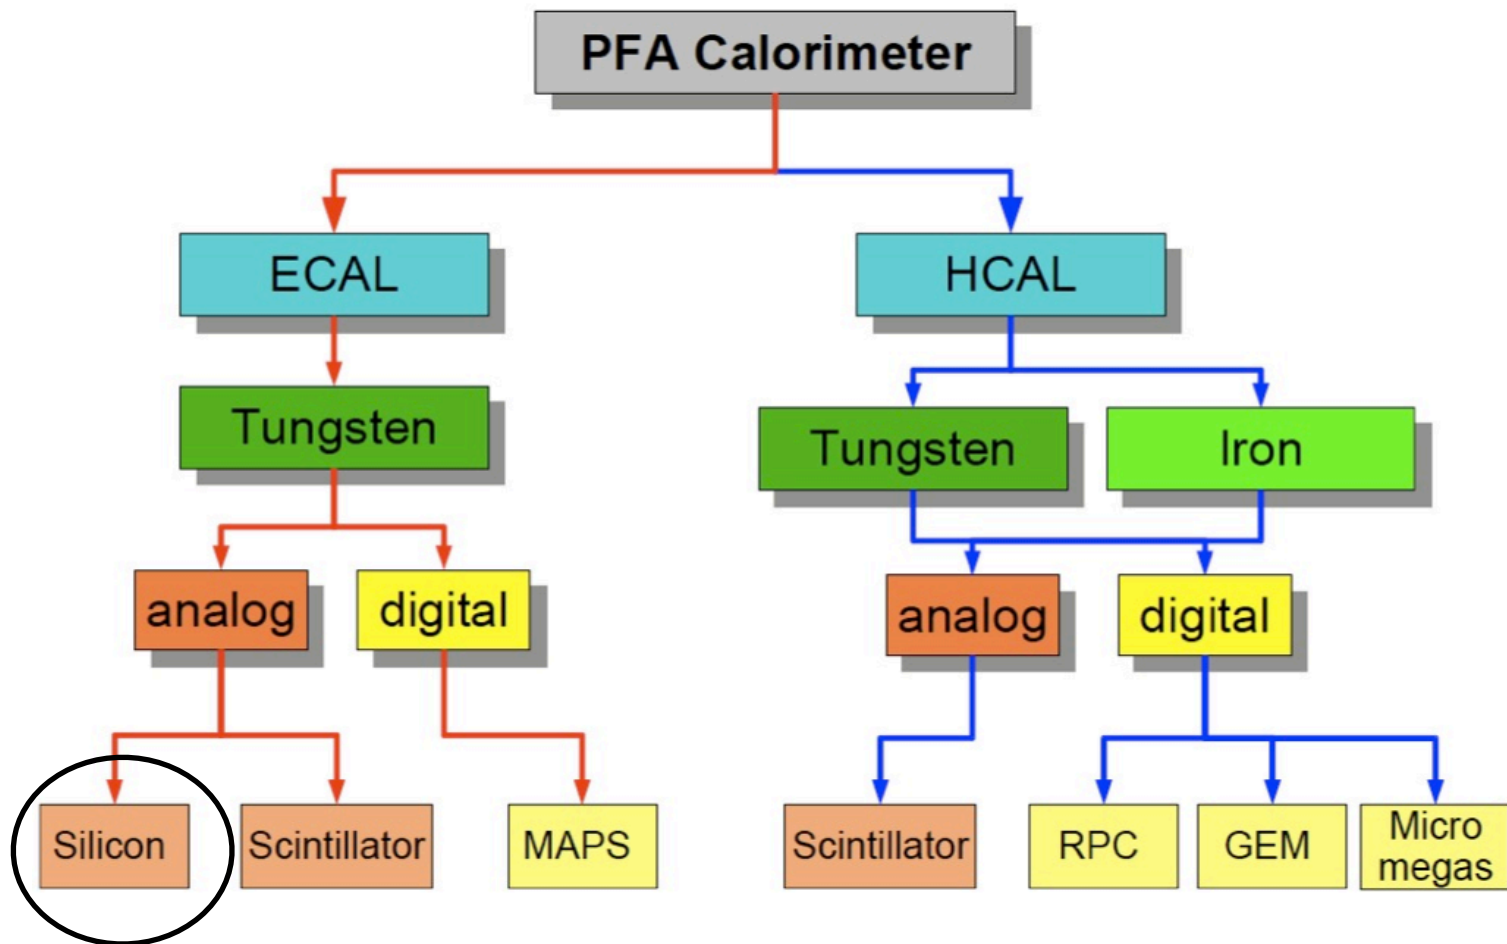 PFA Calorimeter
ECAL
HCAL
Tungsten
Tungsten
Iron
analog
digital
analog
digital
Silicon
Scintillator
MAPS
Scintillator
RPC
GEM
Micro
megas